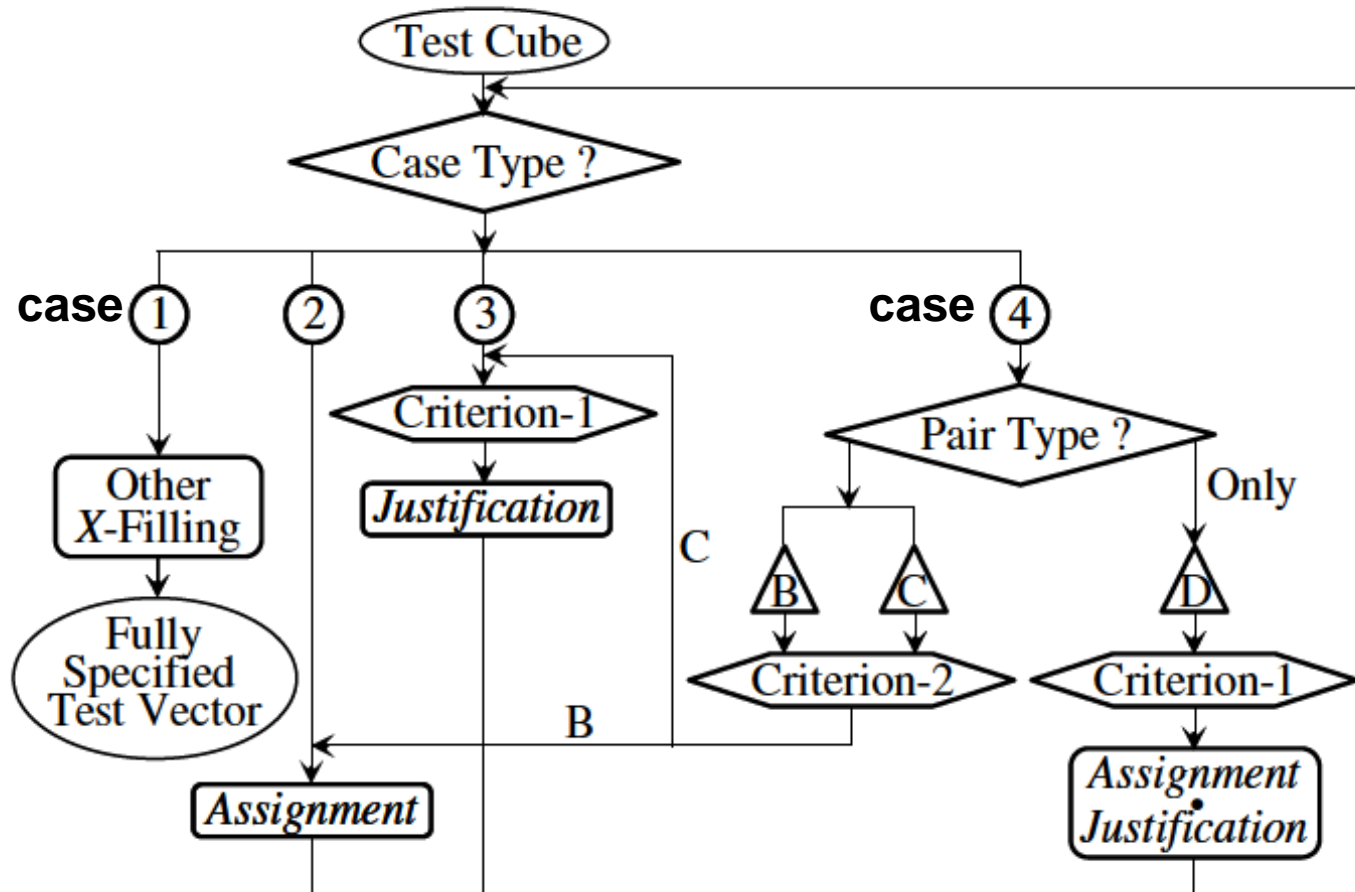 Test Cube
Case Type ?
case 1
2
3
case 4
Criterion-1
Pair Type ?
Other
X-Filling
Justification
Only
C
B
C
D
Fully
Specified
Test Vector
Criterion-2
Criterion-1
B
Assignment
Assignment
•
Justification